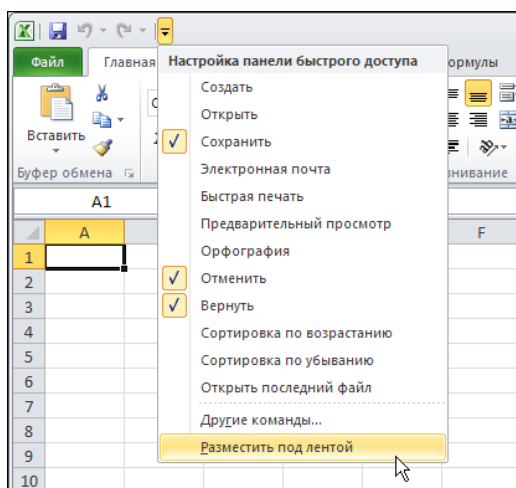 Файл
Главная
Настройка панели быстрого доступа
Создать
Открыть
Сохранить
Электронная почта
Быстрая печать
Предварительный просмотр
Орфография
Отменить
Вернуть
Сортировка по возрастанию
Сортировка по убыванию
Открыть последний файл
Другие команды...
Разместить под лентой
ормулы
Вставить
Буфер обмена
нивание
A1
A
F
1
2
3
4
5
6
7
8
9
10